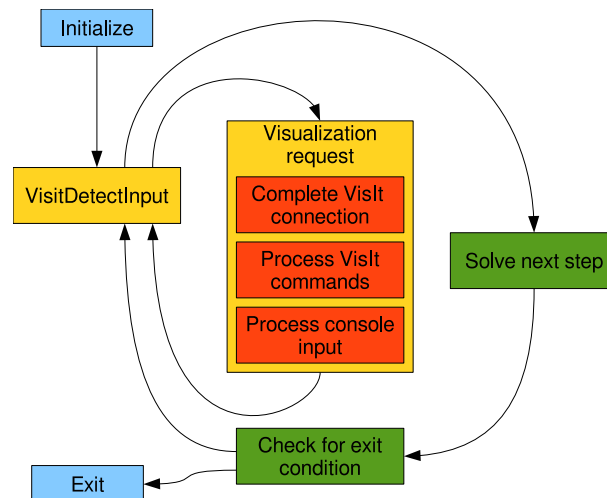 Initialize
Visualization
request
VisitDetectInput
Complete VisIt
connection
Process VisIt
commands
Solve next step
Process console
input
Check for exit
condition
Exit